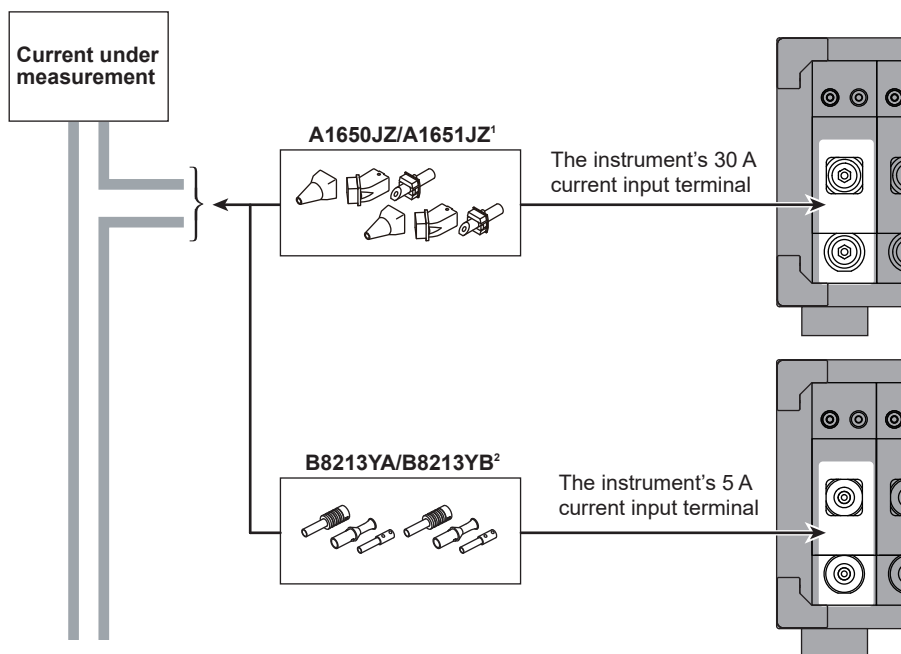 Current under
measurement
A1650JZ/A1651JZ¹
The instrument's 30 A
current input terminal
B8213YA/B8213YB²
The instrument's 5 A
current input terminal